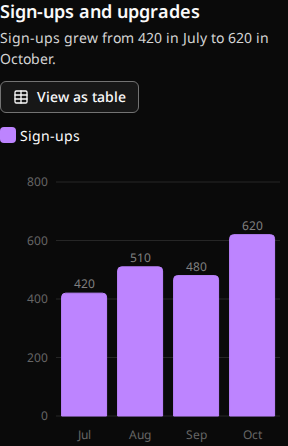 Sign-ups and upgrades
Sign-ups grew from 420 in July to 620 in
October.
View as table
Sign-ups
800
600
400
200
0
420
510
480
620
Jul
Aug
Sep
Oct